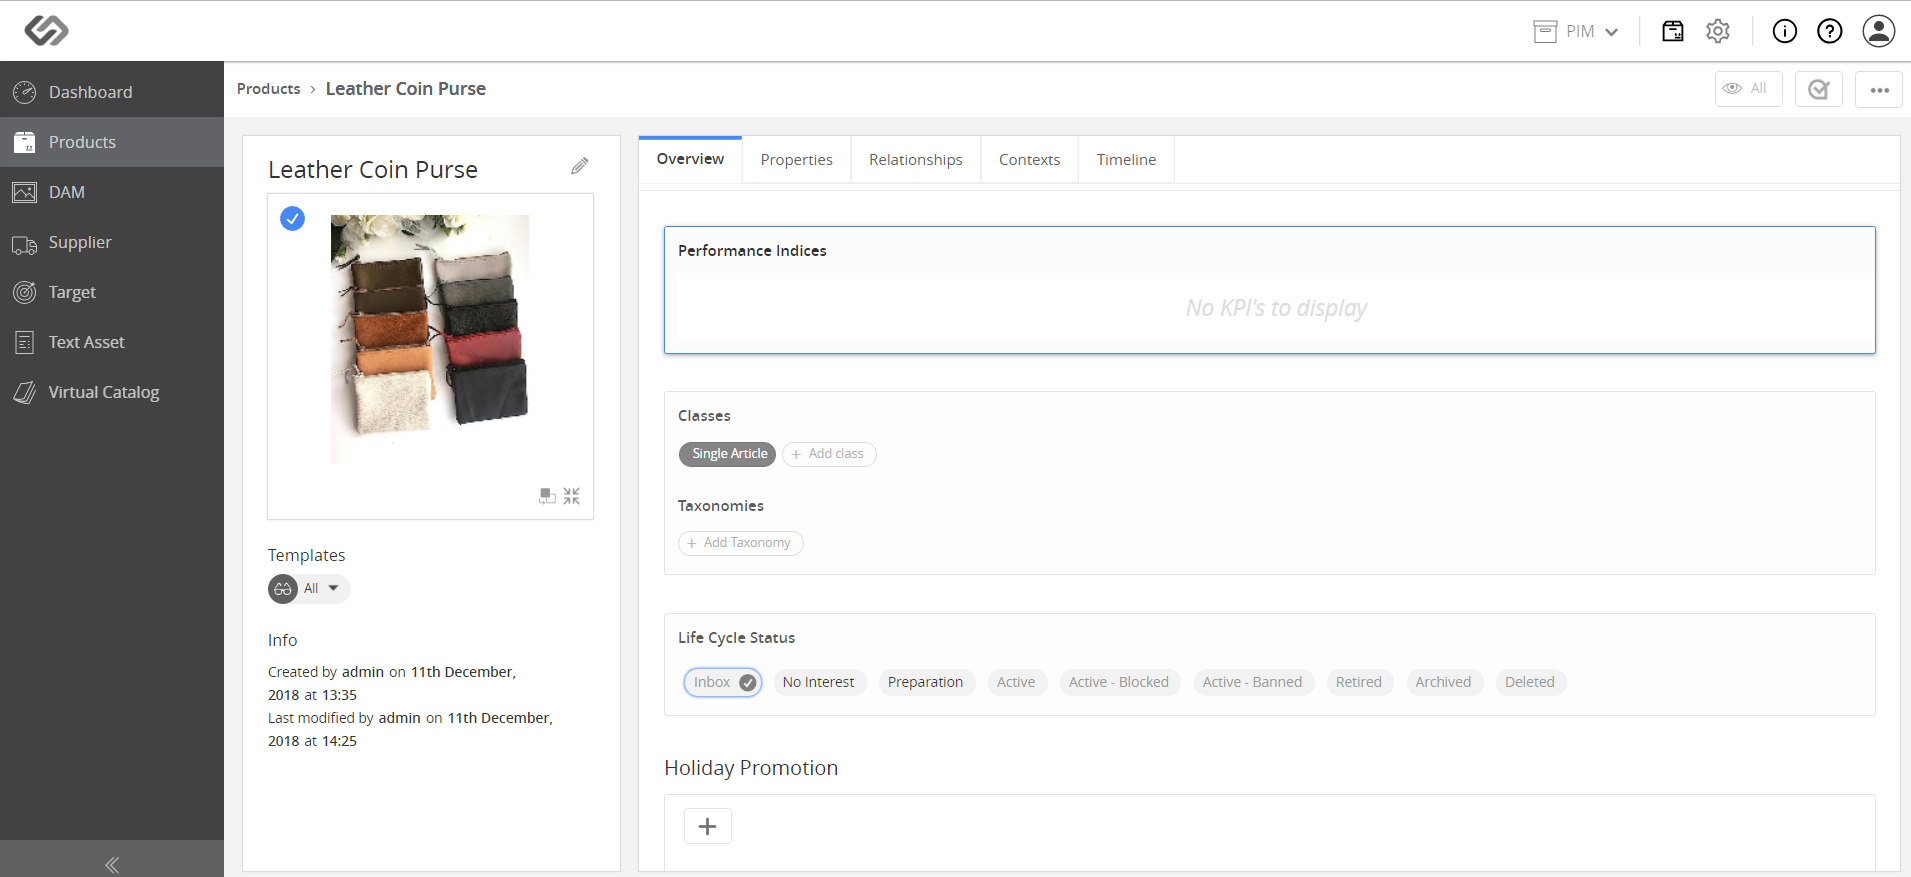 PIM
Dashboard
Products
DAM
Supplier
Target
Text Asset
Virtual Catalog
Products › Leather Coin Purse
All
Leather Coin Purse
Templates
All
Info
Created by admin on 11th December,
2018 at 13:35
Last modified by admin on 11th December,
2018 at 14:25
Overview
Properties
Relationships
Contexts
Timeline
Performance Indices
No KPI's to display
Classes
Single Article + Add class
Taxonomies
+ Add Taxonomy
Life Cycle Status
Inbox No Interest Preparation Active Active - Blocked Active - Banned Retired Archived Deleted
Holiday Promotion